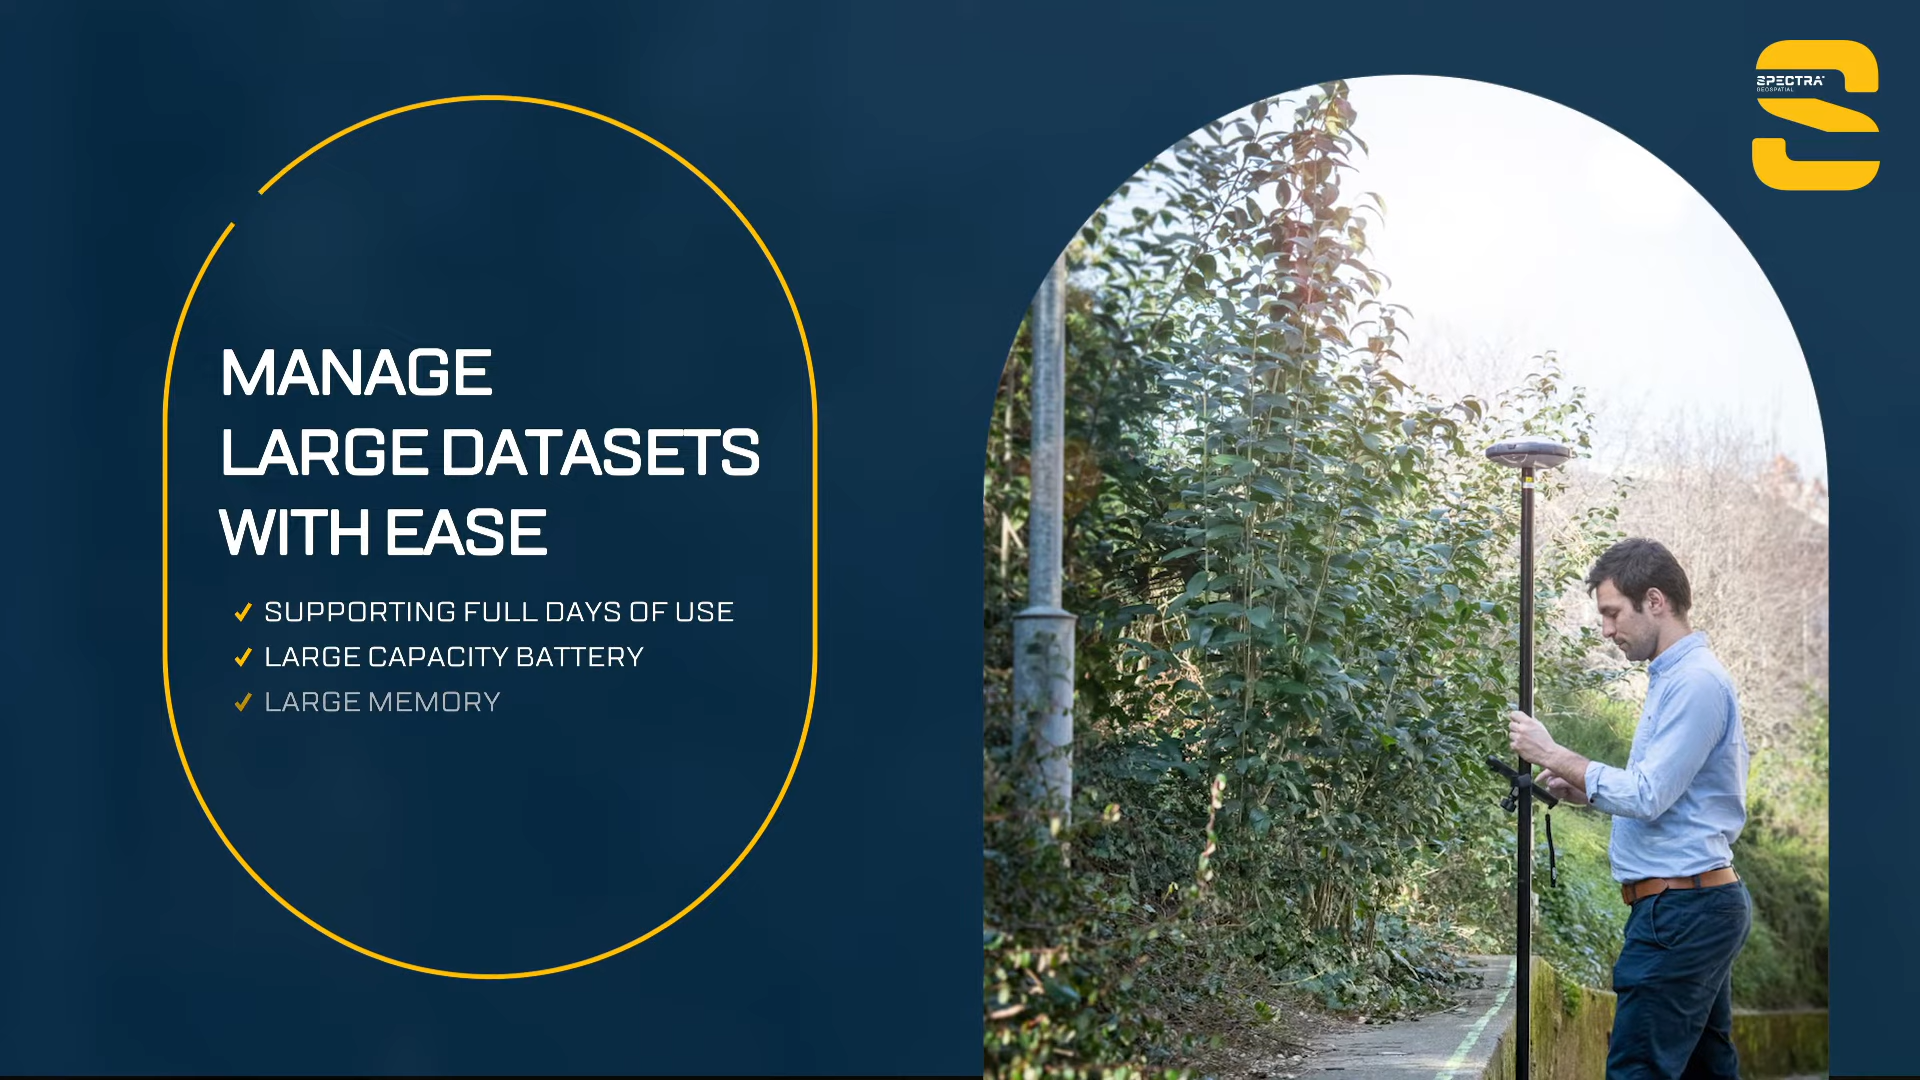 SPECTRA
GEOSPATIAL
MANAGE
LARGE DATASETS
WITH EASE
SUPPORTING FULL DAYS OF USE
LARGE CAPACITY BATTERY
LARGE MEMORY